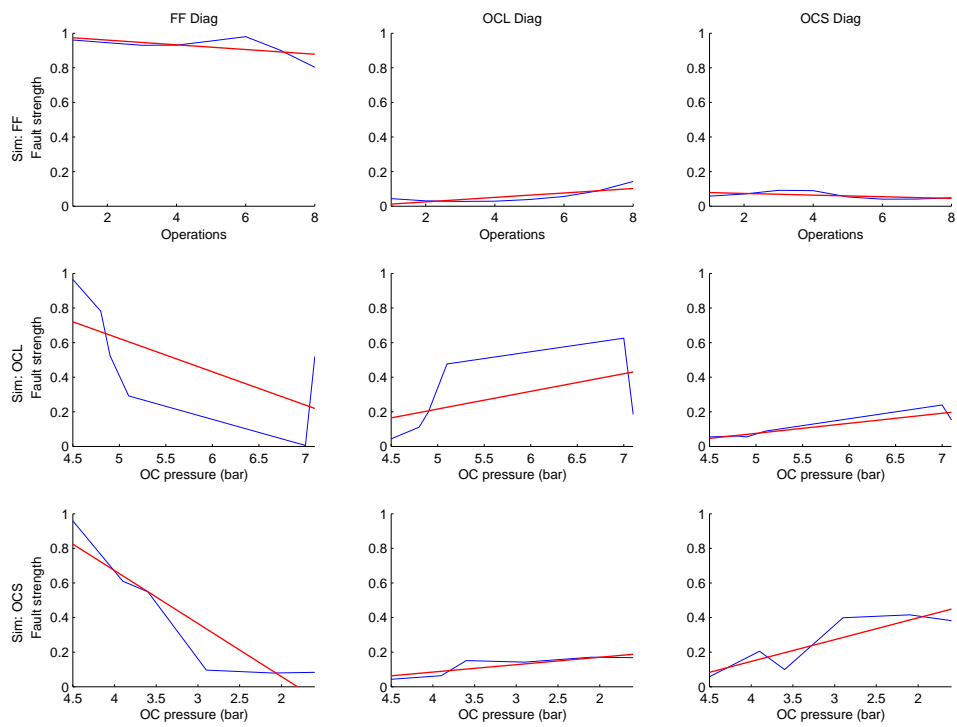 FF Diag
OCL Diag
OCS Diag
Sim: FF
Fault strength
1
0.8
0.6
0.4
0.2
0
2 4 6 8
Operations
1
0.8
0.6
0.4
0.2
0
2 4 6 8
Operations
1
0.8
0.6
0.4
0.2
0
2 4 6 8
Operations
Sim: OCL
Fault strength
1
0.8
0.6
0.4
0.2
0
4.5 5 5.5 6 6.5 7
OC pressure (bar)
1
0.8
0.6
0.4
0.2
0
4.5 5 5.5 6 6.5 7
OC pressure (bar)
1
0.8
0.6
0.4
0.2
0
4.5 5 5.5 6 6.5 7
OC pressure (bar)
Sim: OCS
Fault strength
1
0.8
0.6
0.4
0.2
0
4.5 4 3.5 3 2.5 2
OC pressure (bar)
1
0.8
0.6
0.4
0.2
0
4.5 4 3.5 3 2.5 2
OC pressure (bar)
1
0.8
0.6
0.4
0.2
0
4.5 4 3.5 3 2.5 2
OC pressure (bar)